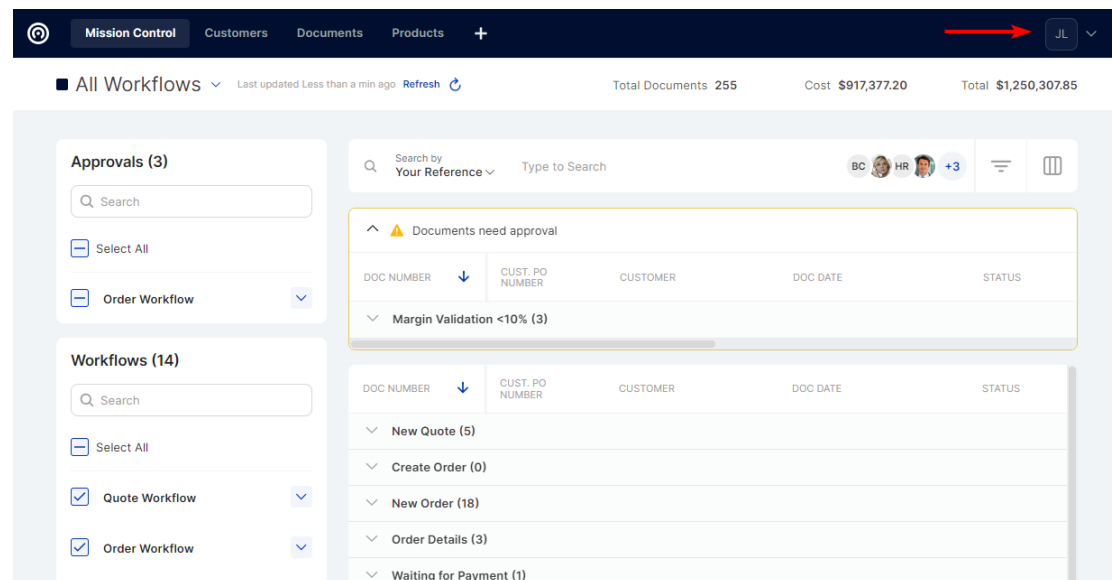 Mission Control Customers Documents Products + JL
All Workflows Last updated Less than a min ago Refresh Total Documents 255 Cost $917,377.20 Total $1,250,307.85
Approvals (3)
Search
Select All
Order Workflow
Workflows (14)
Search
Select All
Quote Workflow
Order Workflow
Search by
Your Reference Type to Search BC HR +3
Documents need approval
DOC NUMBER CUST. PO NUMBER CUSTOMER DOC DATE STATUS
Margin Validation <10% (3)
DOC NUMBER CUST. PO NUMBER CUSTOMER DOC DATE STATUS
New Quote (5)
Create Order (0)
New Order (18)
Order Details (3)
Waiting for Payment (1)